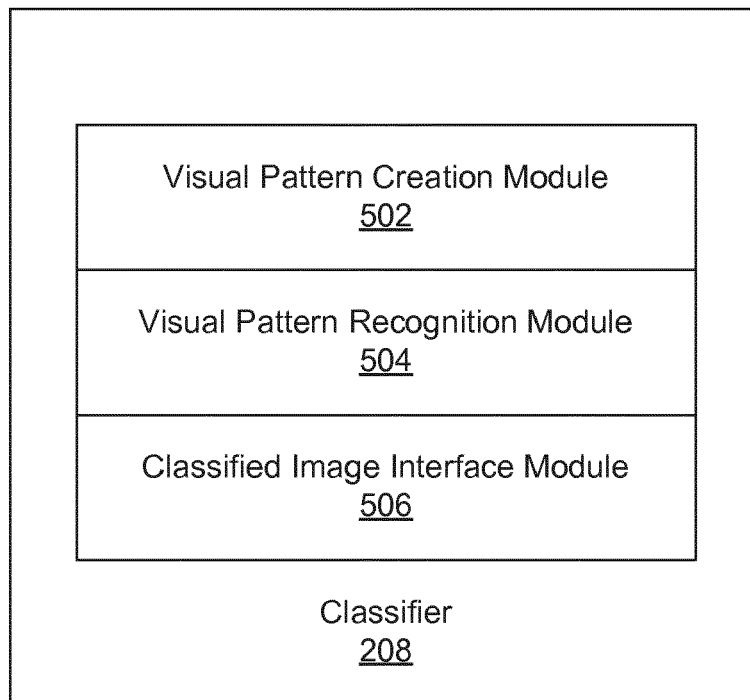 Visual Pattern Creation Module
502
Visual Pattern Recognition Module
504
Classified Image Interface Module
506
Classifier
208